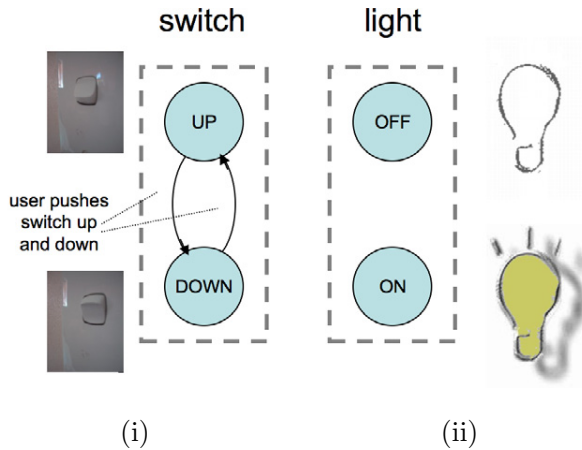 switch
light
UP
OFF
user pushes
switch up
and down
DOWN
ON
(i)
(ii)